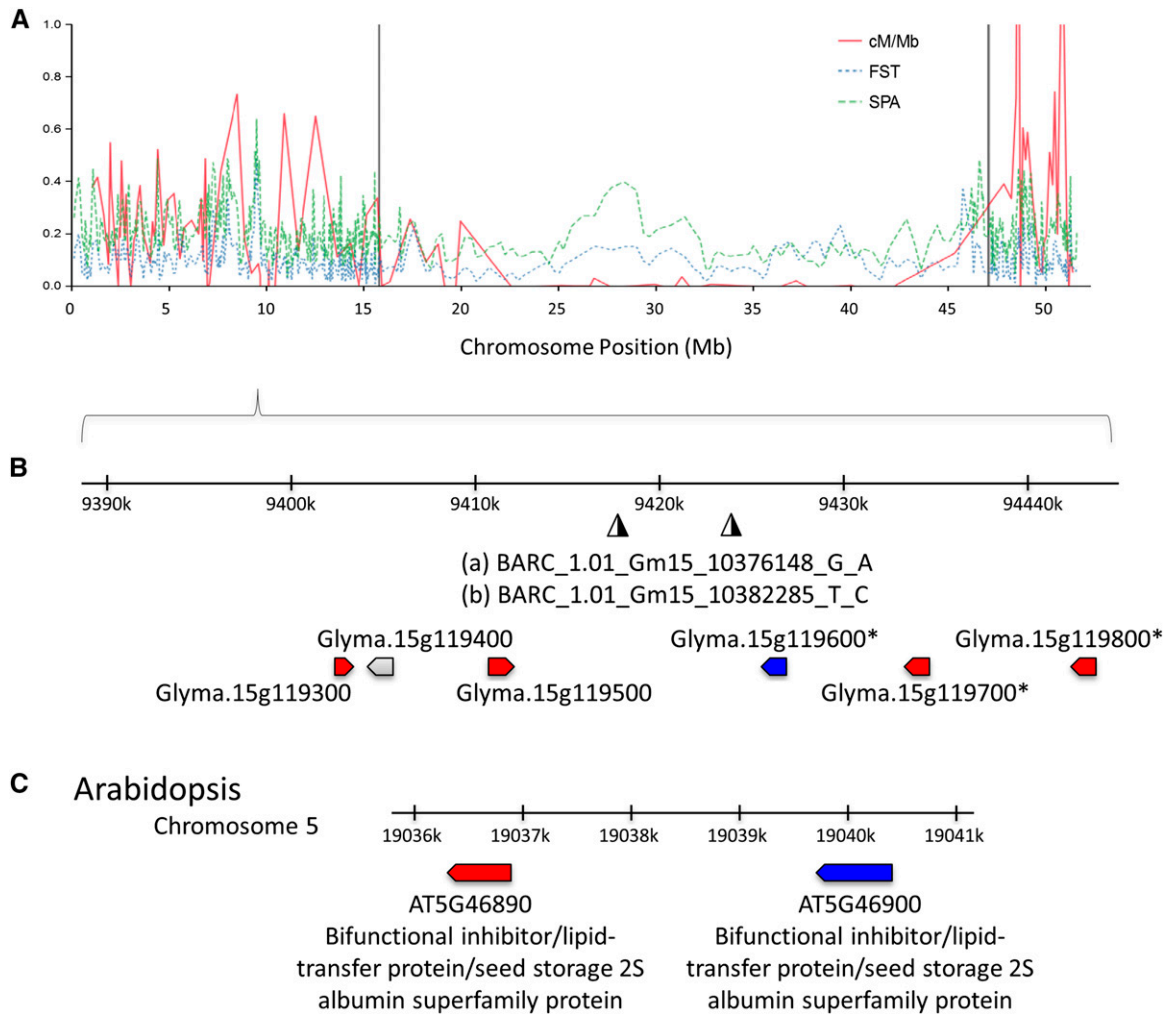 A
1.0
0.8
0.6
0.4
0.2
0.0
cM/Mb
FST
SPA
0 5 10 15 20 25 30 35 40 45 50
Chromosome Position (Mb)
B
9390k 9400k 9410k 9420k 9430k 94440k
(a) BARC_1.01_Gm15_10376148_G_A
(b) BARC_1.01_Gm15_10382285_T_C
Glyma.15g119400 Glyma.15g119600* Glyma.15g119800*
Glyma.15g119300 Glyma.15g119500 Glyma.15g119700*
C
Arabidopsis
Chromosome 5
19036k 19037k 19038k 19039k 19040k 19041k
AT5G46890
Bifunctional inhibitor/lipid-
transfer protein/seed storage 2S
albumin superfamily protein
AT5G46900
Bifunctional inhibitor/lipid-
transfer protein/seed storage 2S
albumin superfamily protein